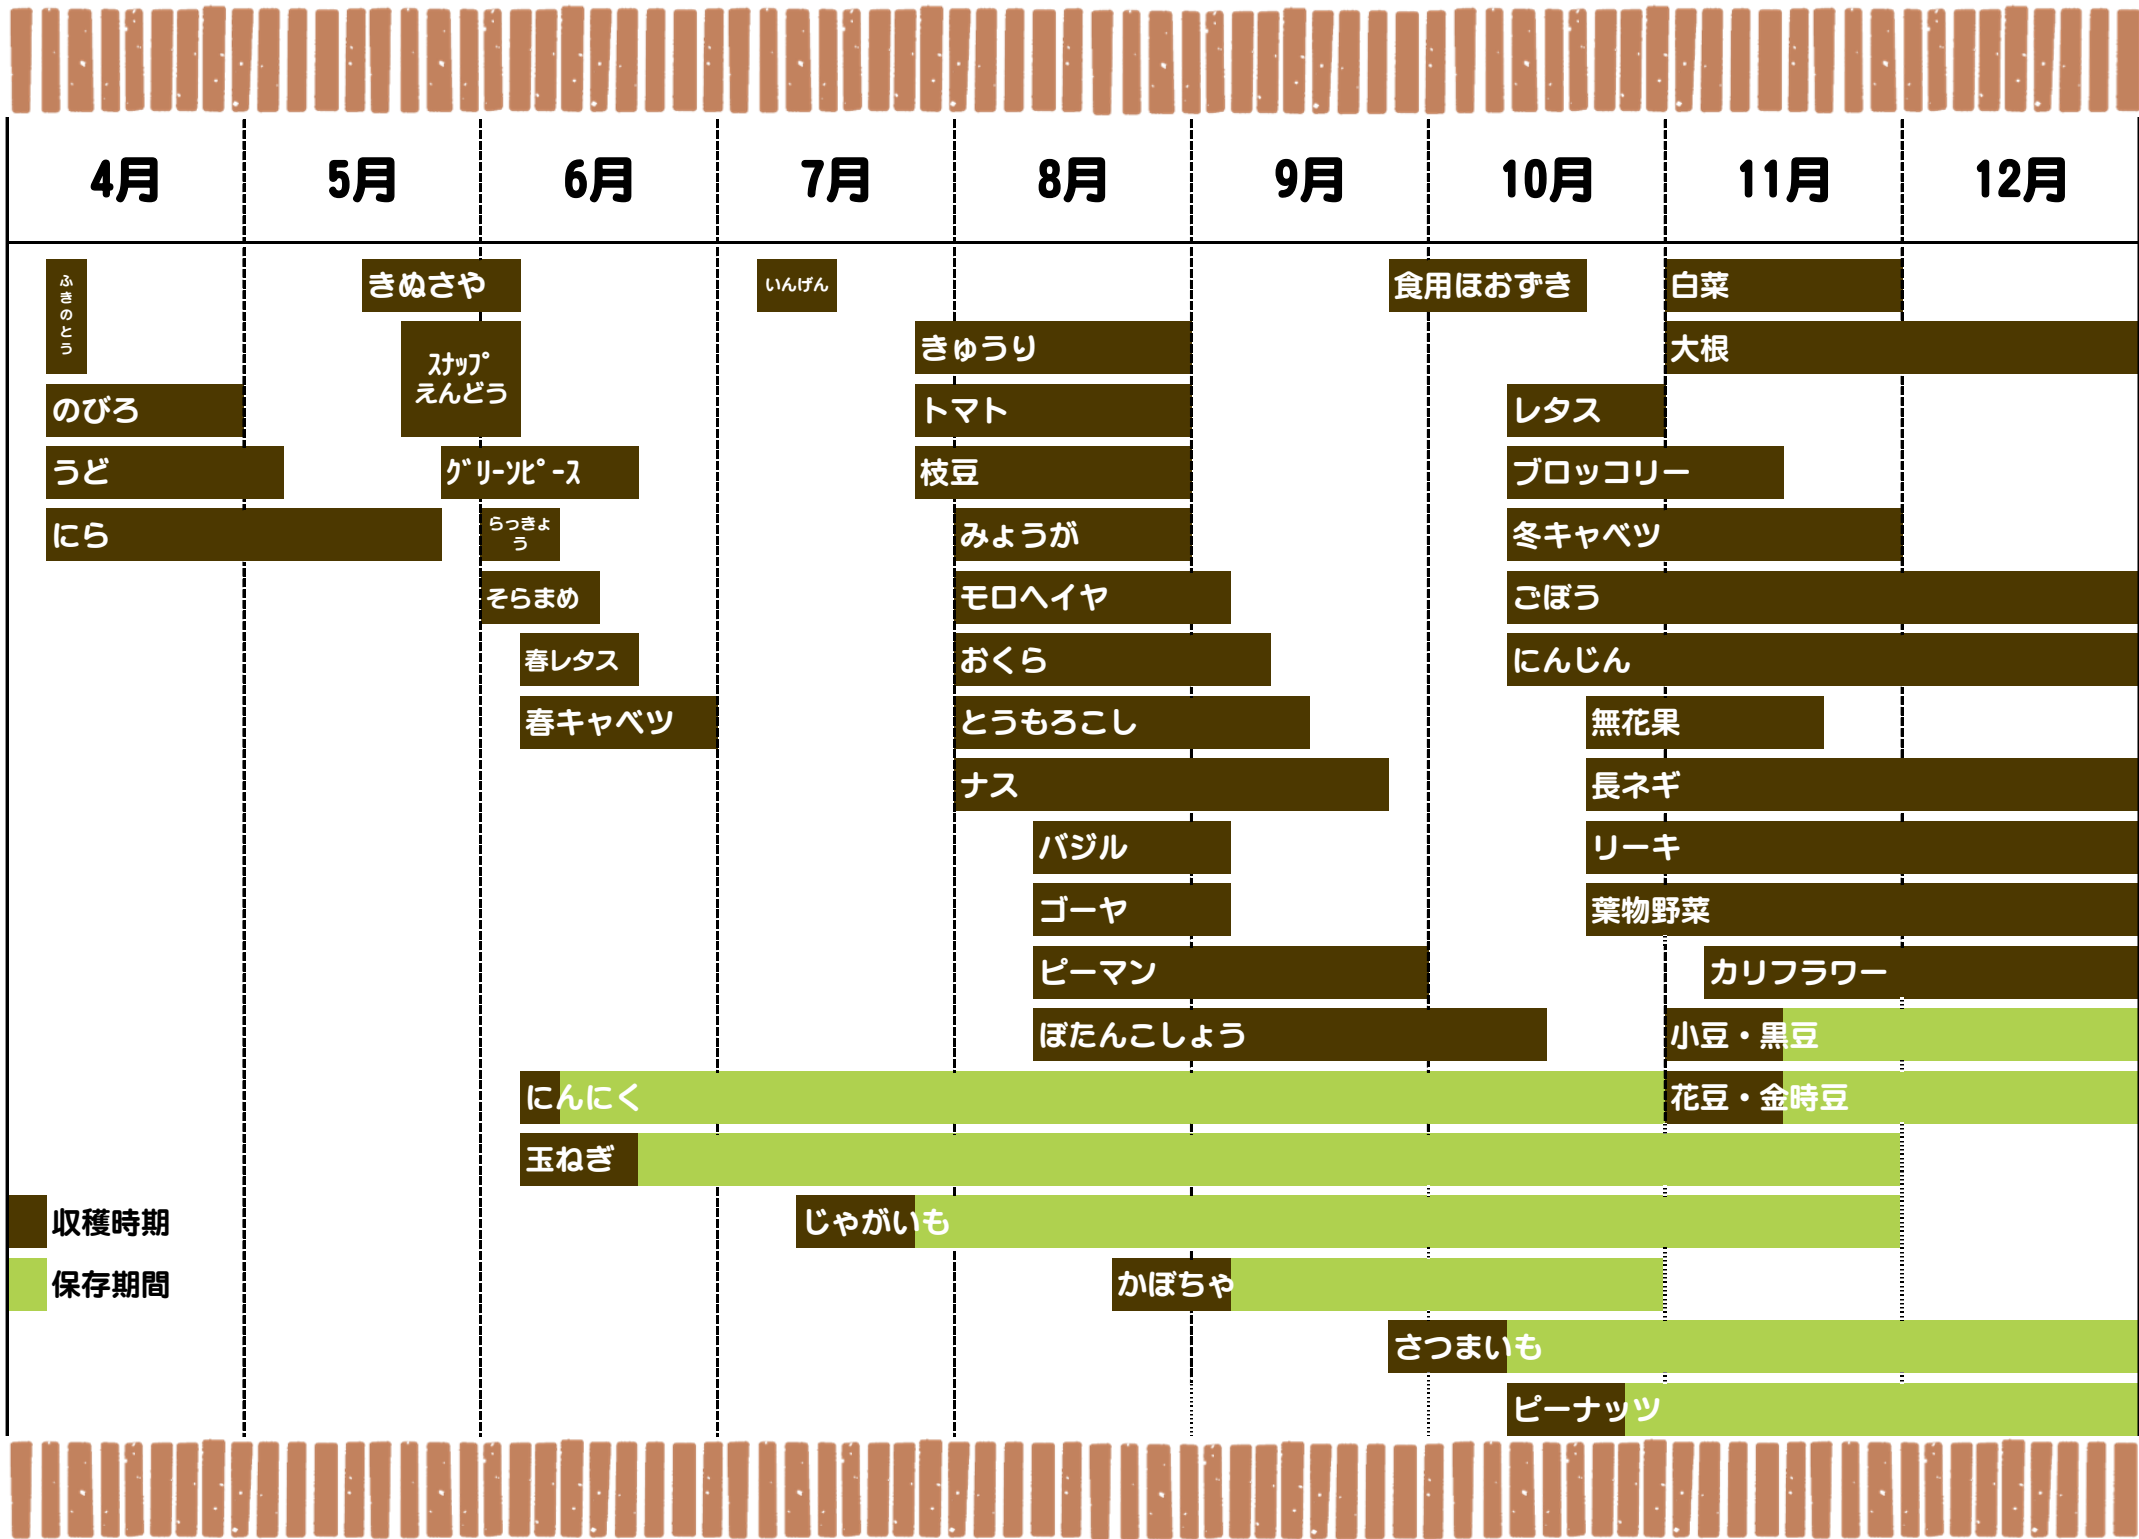 4月
5月
6月
7月
8月
9月
10月
11月
12月
ふきのとう
きぬさや
いんげん
食用ほおずき
白菜
ｽﾅｯﾌﾟ
えんどう
きゅうり
大根
のびろ
トマト
レタス
うど
ｸﾞﾘｰﾝﾋﾟｰｽ
枝豆
ブロッコリー
にら
らっきょ
う
みょうが
冬キャベツ
そらまめ
モロヘイヤ
ごぼう
春レタス
おくら
にんじん
春キャベツ
とうもろこし
無花果
ナス
長ネギ
バジル
リーキ
ゴーヤ
葉物野菜
ピーマン
カリフラワー
ぼたんこしょう
小豆・黒豆
にんにく
花豆・金時豆
玉ねぎ
収穫時期
じゃがいも
保存期間
かぼちゃ
さつまいも
ピーナッツ